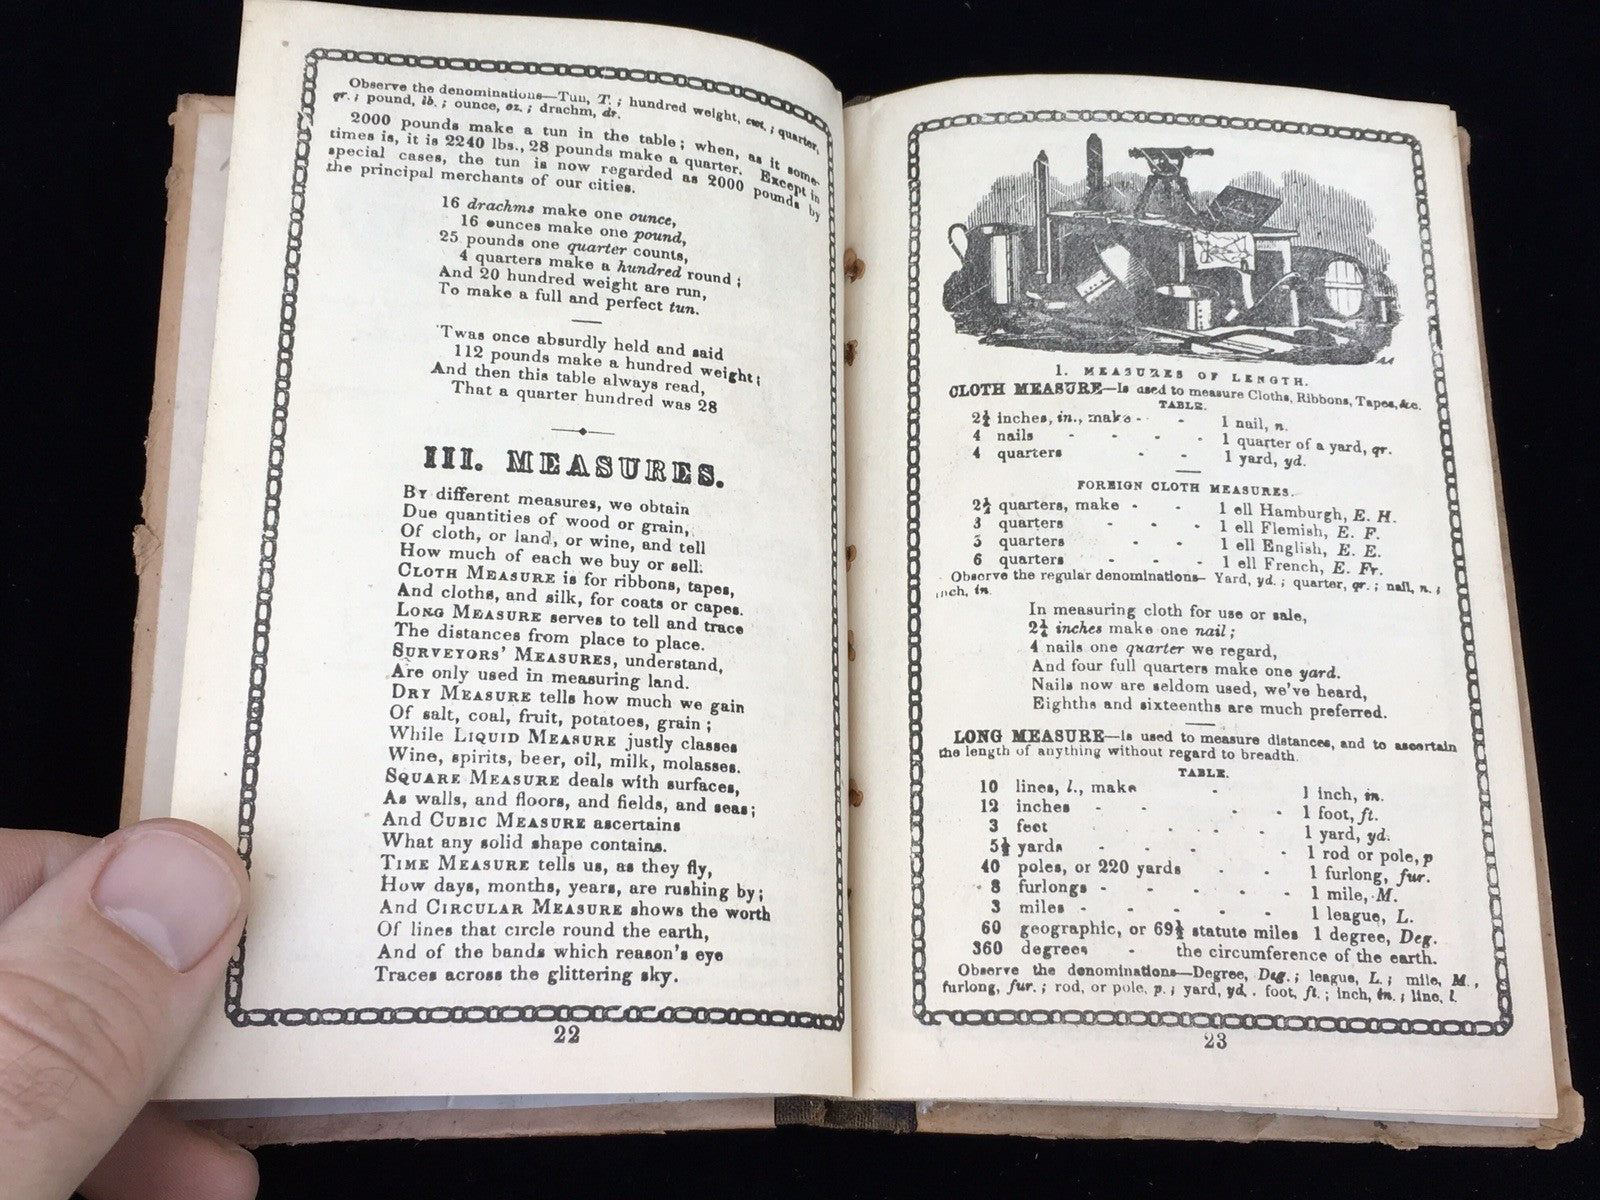 Observe the denominations—Tun, T. ; hundred weight, cwt. ; quarter,
qr. ; pound, lb. ; ounce, oz. ; drachm, dr.
2000 pounds make a tun in the table ; when, as it some-
times is, it is 2240 lbs., 28 pounds make a quarter. Except in
special cases, the tun is now regarded as 2000 pounds by
the principal merchants of our cities.
16 drachms make one ounce,
16 ounces make one pound,
25 pounds one quarter counts,
4 quarters make a hundred round ;
And 20 hundred weight are run,
To make a full and perfect tun.
'Twas once absurdly held and said
112 pounds make a hundred weight ;
And then this table always read,
That a quarter hundred was 28
III. MEASURES.
By different measures, we obtain
Due quantities of wood or grain,
Of cloth, or land, or wine, and tell
How much of each we buy or sell.
CLOTH MEASURE is for ribbons, tapes,
And cloths, and silk, for coats or capes.
LONG MEASURE serves to tell and trace
The distances from place to place.
SURVEYORS' MEASURES, understand,
Are only used in measuring land.
DRY MEASURE tells how much we gain
Of salt, coal, fruit, potatoes, grain ;
While LIQUID MEASURE justly classes
Wine, spirits, beer, oil, milk, molasses.
SQUARE MEASURE deals with surfaces,
As walls, and floors, and fields, and seas ;
And CUBIC MEASURE ascertains
What any solid shape contains.
TIME MEASURE tells us, as they fly,
How days, months, years, are rushing by ;
And CIRCULAR MEASURE shows the worth
Of lines that circle round the earth,
And of the bands which reason's eye
Traces across the glittering sky.
22
1. MEASURES OF LENGTH.
CLOTH MEASURE—Is used to measure Cloths, Ribbons, Tapes, &c.
TABLE.
2¼ inches, in., make - - 1 nail, n.
4 nails - - - - 1 quarter of a yard, qr.
4 quarters - - 1 yard, yd.
FOREIGN CLOTH MEASURES.
2½ quarters, make - - 1 ell Hamburgh, E. H.
3 quarters - - - 1 ell Flemish, E. F.
5 quarters - - 1 ell English, E. E.
6 quarters - - - 1 ell French, E. Fr.
Observe the regular denominations— Yard, yd. ; quarter, qr. ; nail, n. ;
inch, in.
In measuring cloth for use or sale,
2¼ inches make one nail ;
4 nails one quarter we regard,
And four full quarters make one yard.
Nails now are seldom used, we've heard,
Eighths and sixteenths are much preferred.
LONG MEASURE—is used to measure distances, and to ascertain
the length of anything without regard to breadth.
TABLE.
10 lines, l., make - 1 inch, in.
12 inches - - - - 1 foot, ft.
3 feet - - - - 1 yard, yd.
5½ yards - - - 1 rod or pole, p
40 poles, or 220 yards - - 1 furlong, fur.
8 furlongs - - - - 1 mile, M.
3 miles - - - - - 1 league, L.
60 geographic, or 69½ statute miles 1 degree, Deg.
360 degrees - the circumference of the earth.
Observe the denominations—Degree, Deg. ; league, L. ; mile, M.,
furlong, fur. ; rod, or pole, p. ; yard, yd. foot, ft. ; inch, in. ; line, l
23